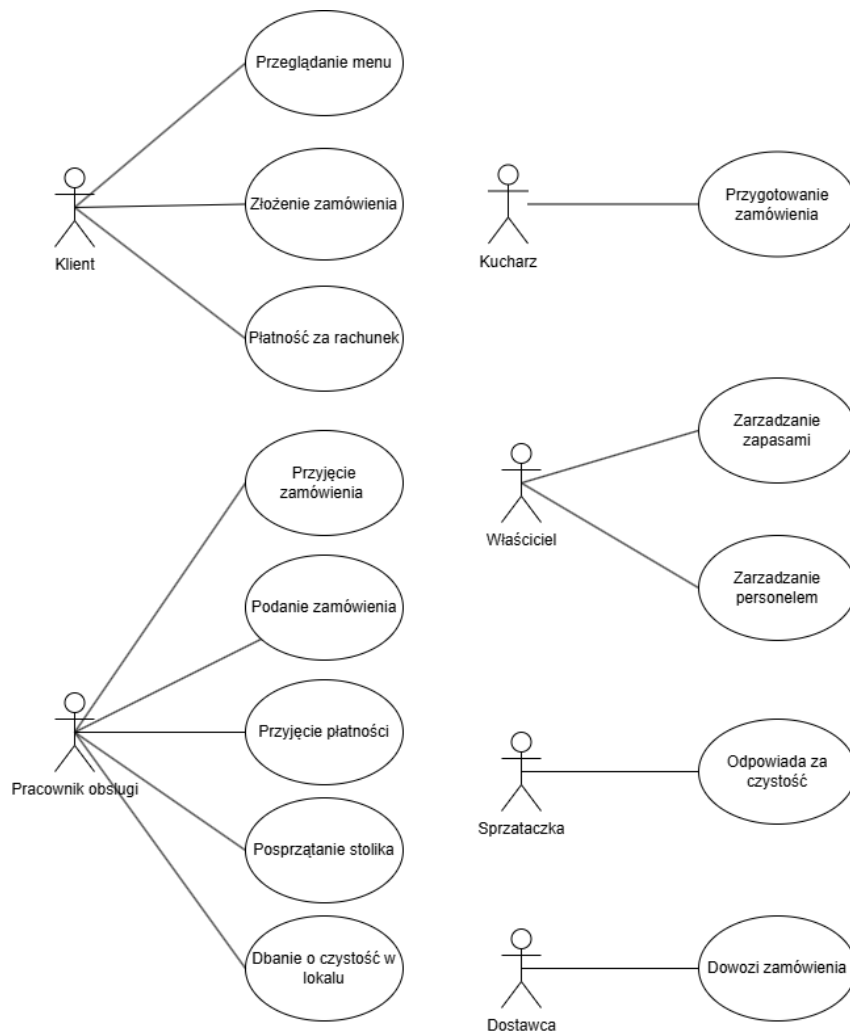 Przeglądanie menu
Złożenie zamówienia
Klient
Płatność za rachunek
Przyjęcie
zamówienia
Podanie zamówienia
Przyjęcie płatności
Pracownik obsługi
Posprzątanie stolika
Dbanie o czystość w
lokalu
Przygotowanie
zamówienia
Kucharz
Zarzadzanie
zapasami
Właściciel
Zarzadzanie
personelem
Odpowiada za
czystość
Sprzataczka
Dowozi zamówienia
Dostawca